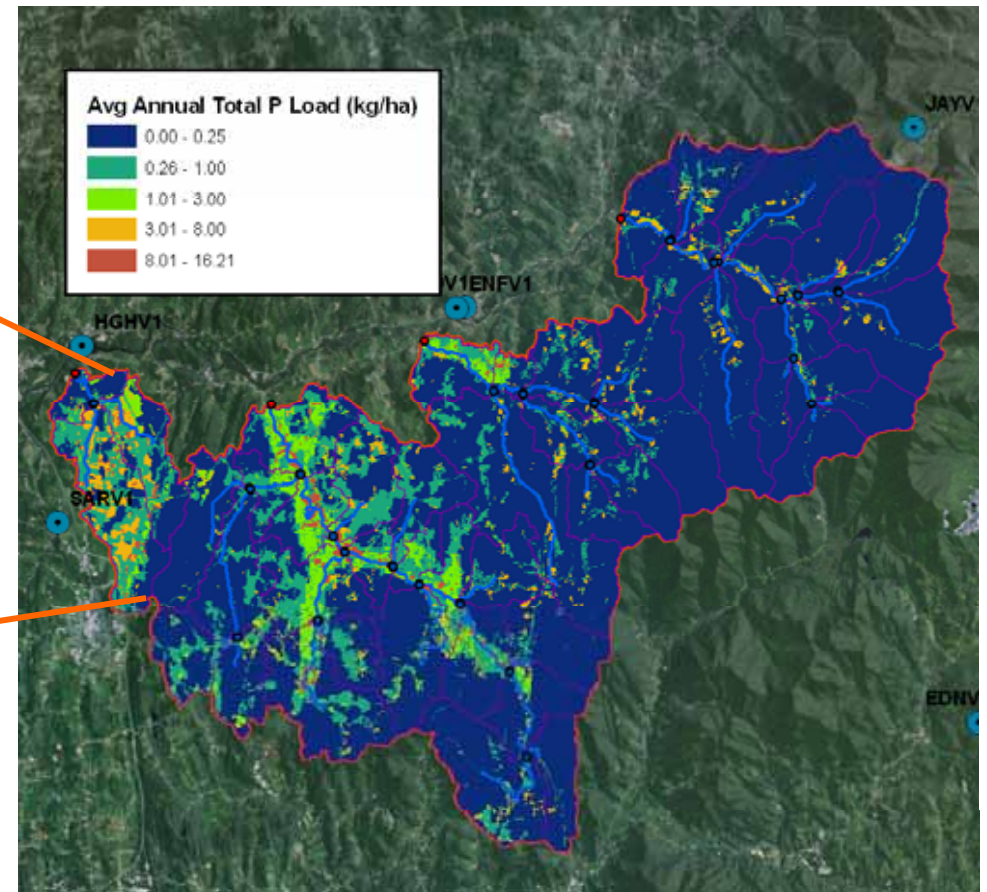 Avg Annual Total P Load (kg/ha)
0.00 - 0.25
0.26 - 1.00
1.01 - 3.00
3.01 - 8.00
8.01 - 16.21
JAYV
V1ENFV1
HGHV1
SARV1
EDNV